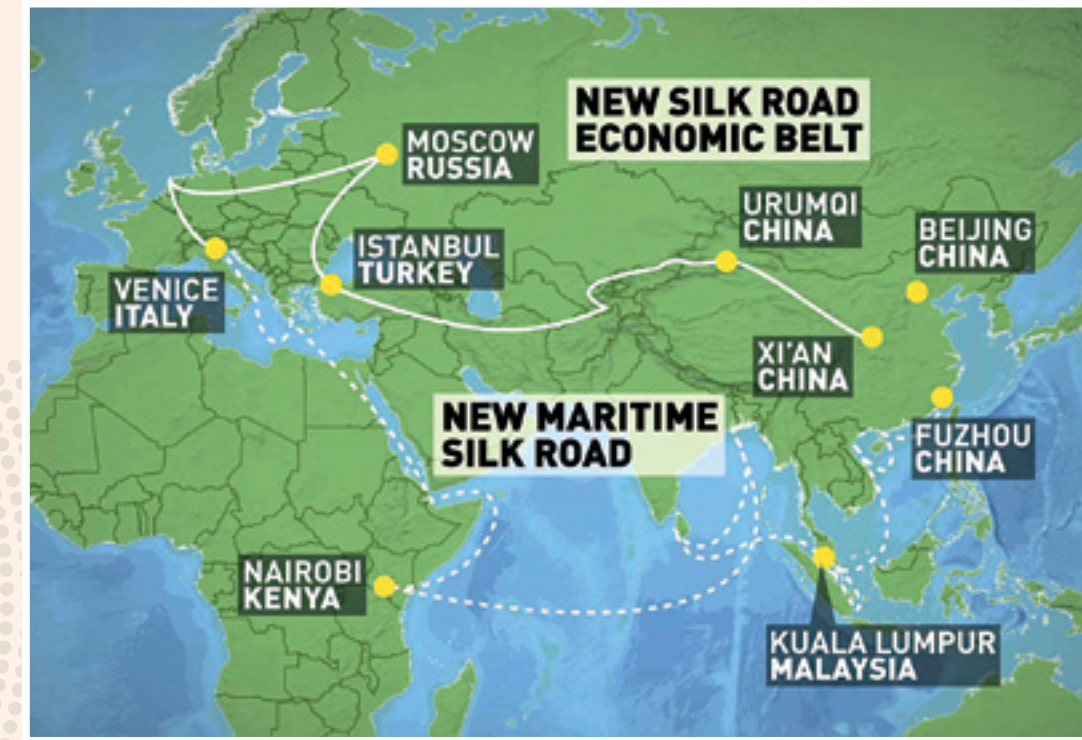 NEW SILK ROAD
ECONOMIC BELT
MOSCOW
RUSSIA
URUMQI
CHINA
BEIJING
CHINA
ISTANBUL
TURKEY
VENICE
ITALY
XI'AN
CHINA
NEW MARITIME
SILK ROAD
FUZHOU
CHINA
NAIROBI
KENYA
KUALA LUMPUR
MALAYSIA